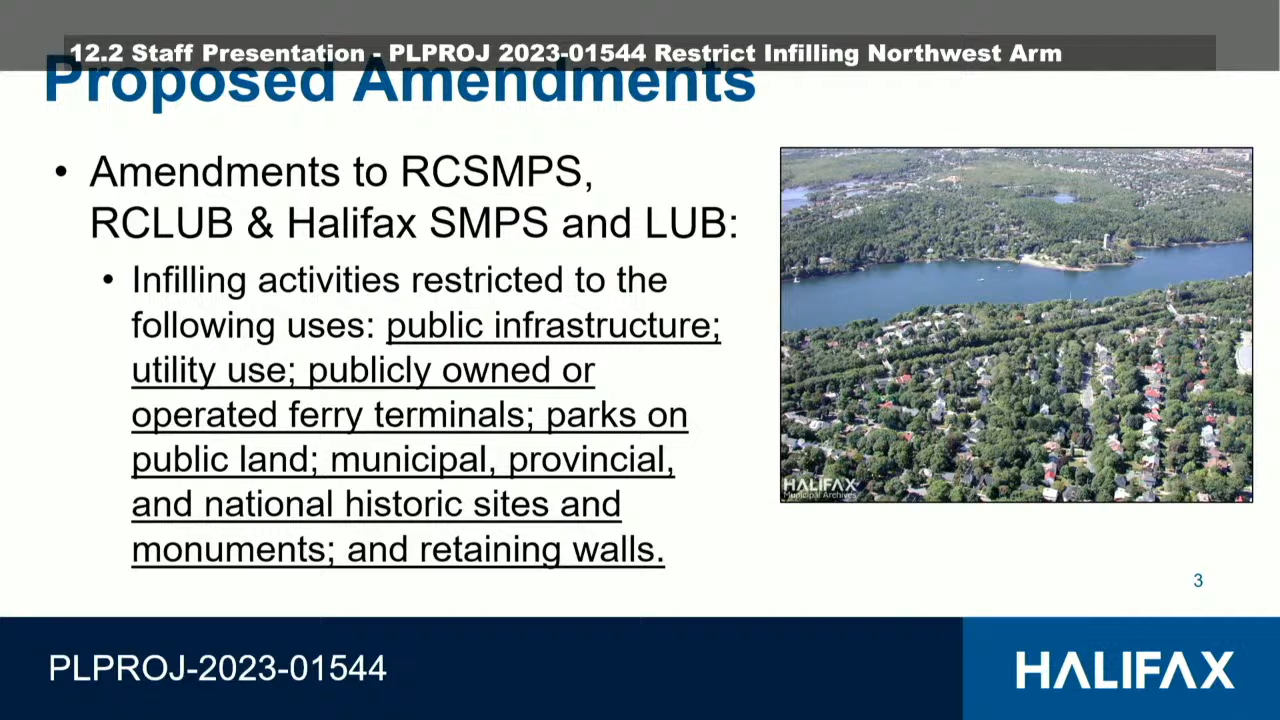 12.2 Staff Presentation - PLPROJ 2023-01544 Restrict Infilling Northwest Arm
Proposed Amendments
• Amendments to RCSMPS,
RCLUB & Halifax SMPS and LUB:
• Infilling activities restricted to the
following uses: public infrastructure;
utility use; publicly owned or
operated ferry terminals; parks on
public land; municipal, provincial,
and national historic sites and
monuments; and retaining walls.
HALIFAX
Municipal Archives
3
PLPROJ-2023-01544
HALIFAX